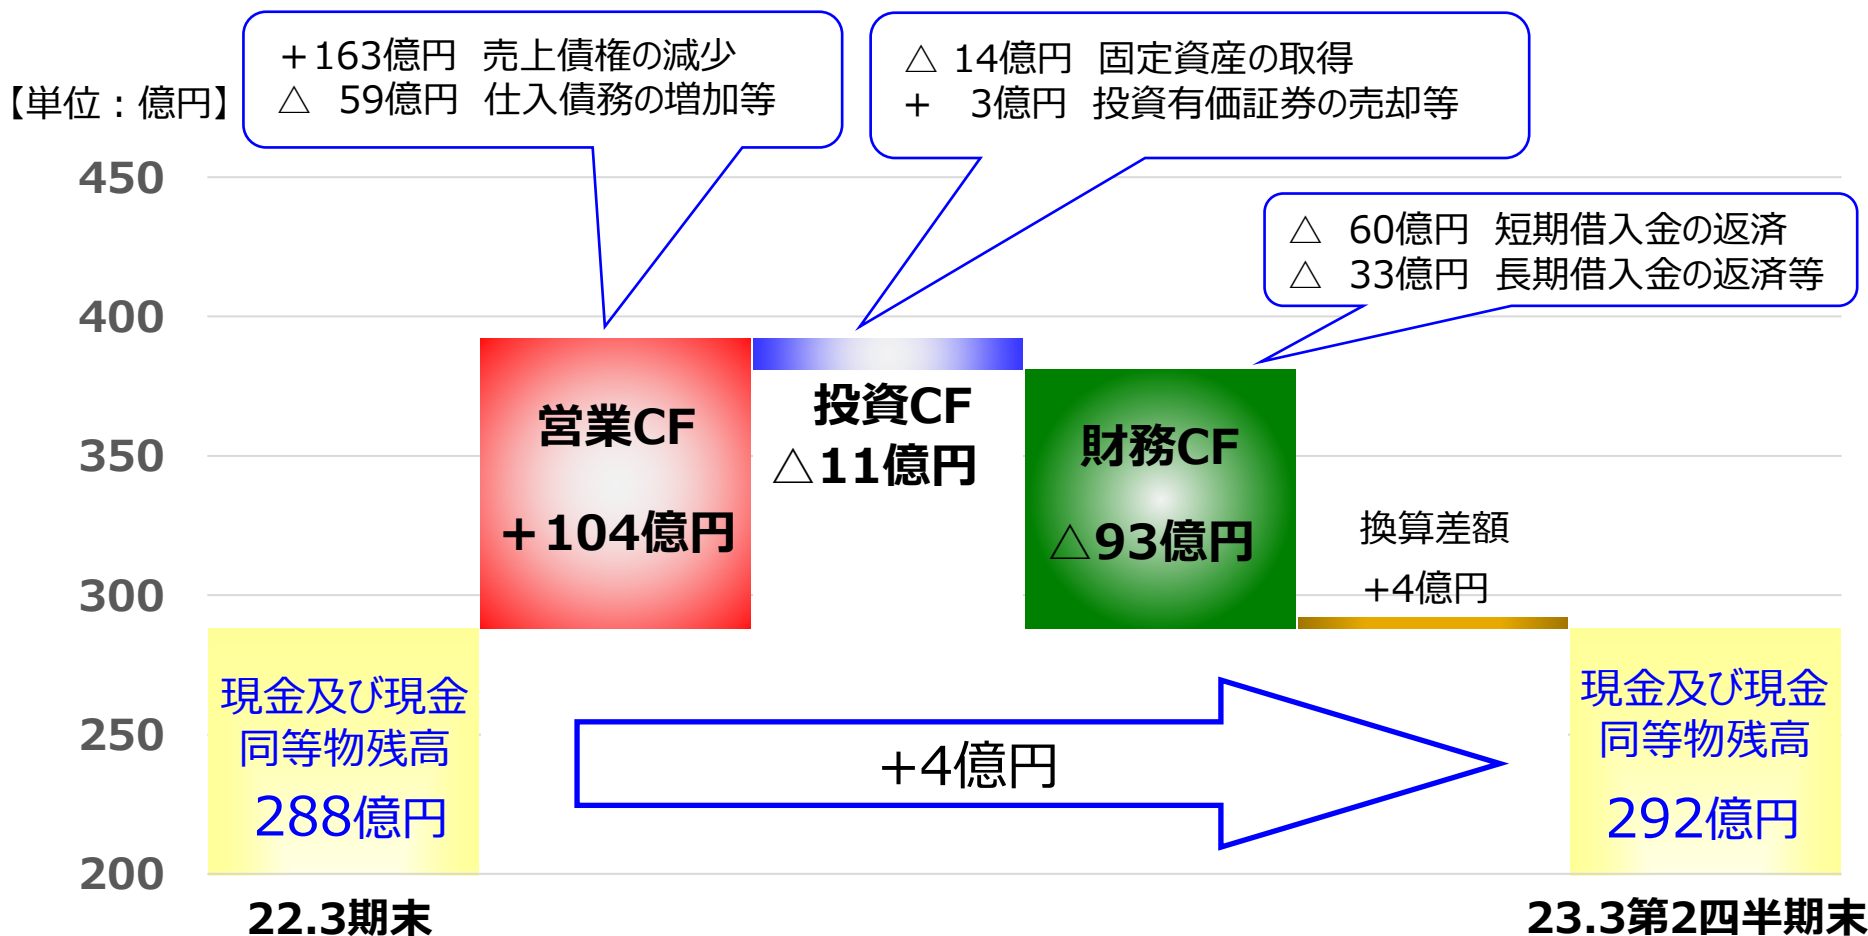 ＋163億円 売上債権の減少
△ 59億円 仕入債務の増加等
△ 14億円 固定資産の取得
+ 3億円 投資有価証券の売却等
【単位：億円】
△ 60億円 短期借入金の返済
△ 33億円 長期借入金の返済等
450
400
350
300
250
200
営業CF
＋104億円
投資CF
△11億円
財務CF
△93億円
換算差額
+4億円
現金及び現金
同等物残高
288億円
+4億円
現金及び現金
同等物残高
292億円
22.3期末
23.3第2四半期末